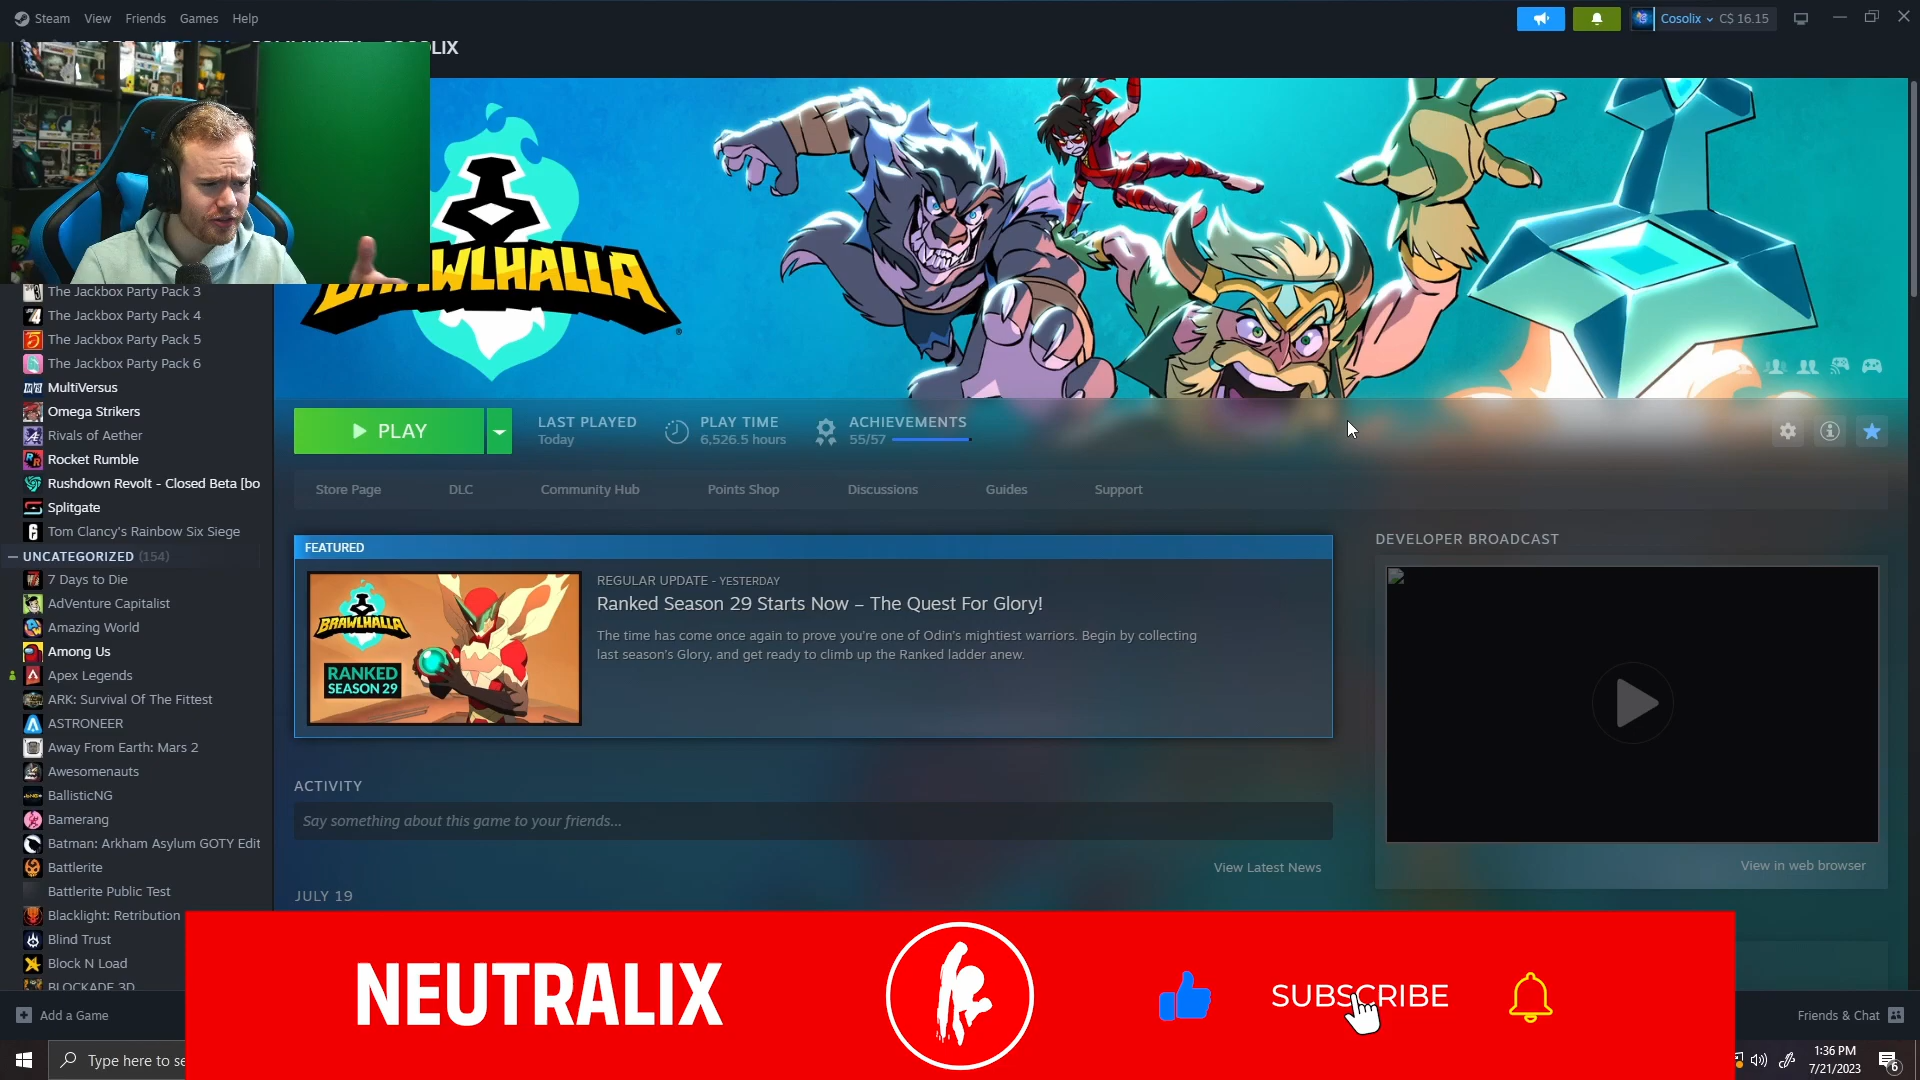 Steam View Friends Games Help
Cosolix C$ 16.15
COSOLIX
BRAWLHALLA
The Jackbox Party Pack 3
The Jackbox Party Pack 4
The Jackbox Party Pack 5
The Jackbox Party Pack 6
MultiVersus
Omega Strikers
Rivals of Aether
Rocket Rumble
Rushdown Revolt - Closed Beta [bo
Splitgate
Tom Clancy's Rainbow Six Siege
UNCATEGORIZED (154)
7 Days to Die
AdVenture Capitalist
Amazing World
Among Us
Apex Legends
ARK: Survival Of The Fittest
ASTRONEER
Away From Earth: Mars 2
Awesomenauts
BallisticNG
Bamerang
Batman: Arkham Asylum GOTY Edit
Battlerite
Battlerite Public Test
Blacklight: Retribution
Blind Trust
Block N Load
BLOCKADE 3D
Add a Game
PLAY
LAST PLAYED
Today
PLAY TIME
6,526.5 hours
ACHIEVEMENTS
55/57
Store Page DLC Community Hub Points Shop Discussions Guides Support
FEATURED
BRAWLHALLA
RANKED
SEASON 29
REGULAR UPDATE - YESTERDAY
Ranked Season 29 Starts Now – The Quest For Glory!
The time has come once again to prove you're one of Odin's mightiest warriors. Begin by collecting
last season's Glory, and get ready to climb up the Ranked ladder anew.
ACTIVITY
Say something about this game to your friends...
View Latest News
JULY 19
DEVELOPER BROADCAST
View in web browser
NEUTRALIX
SUBSCRIBE
Friends & Chat
Type here to se
1:36 PM
7/21/2023
6